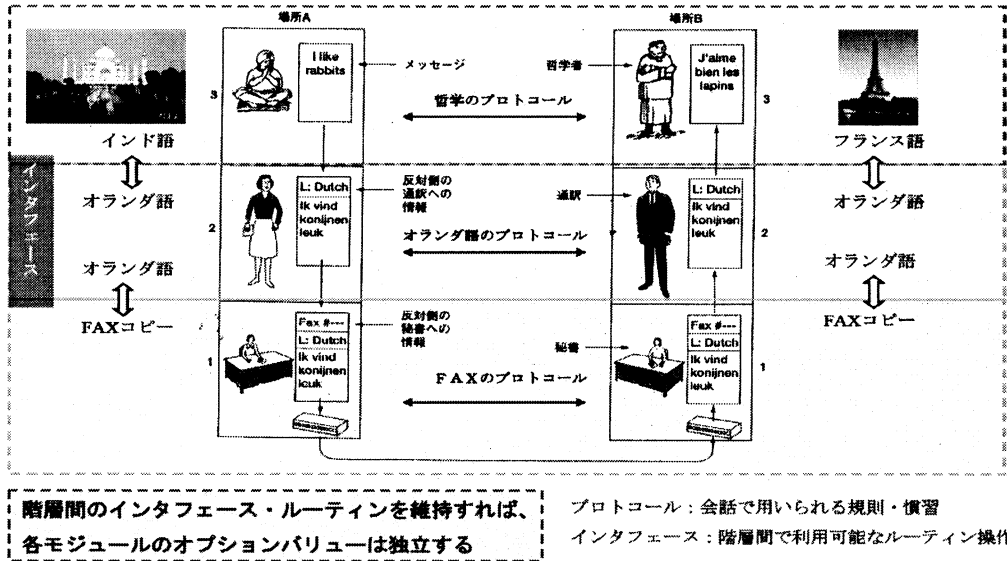 場所A
場所B
I like
rabbits
メッセージ
哲学者
J'aime
bien les
lapins
3
哲学のプロトコール
3
インド語
フランス語
インタフェース
オランダ語
L: Dutch
Ik vind
konijnen
leuk
反対側の
通訳への
情報
通訳
L: Dutch
Ik vind
konijnen
leuk
オランダ語
2
オランダ語のプロトコール
2
オランダ語
オランダ語
FAXコピー
Fax #---
L: Dutch
Ik vind
konijnen
leuk
反対側の
秘書への
情報
秘書
Fax #---
L: Dutch
Ik vind
konijnen
leuk
FAXコピー
1
FAXのプロトコール
1
階層間のインタフェース・ルーティンを維持すれば、
各モジュールのオプションバリューは独立する
プロトコール：会話で用いられる規則・慣習
インタフェース：階層間で利用可能なルーティン操作